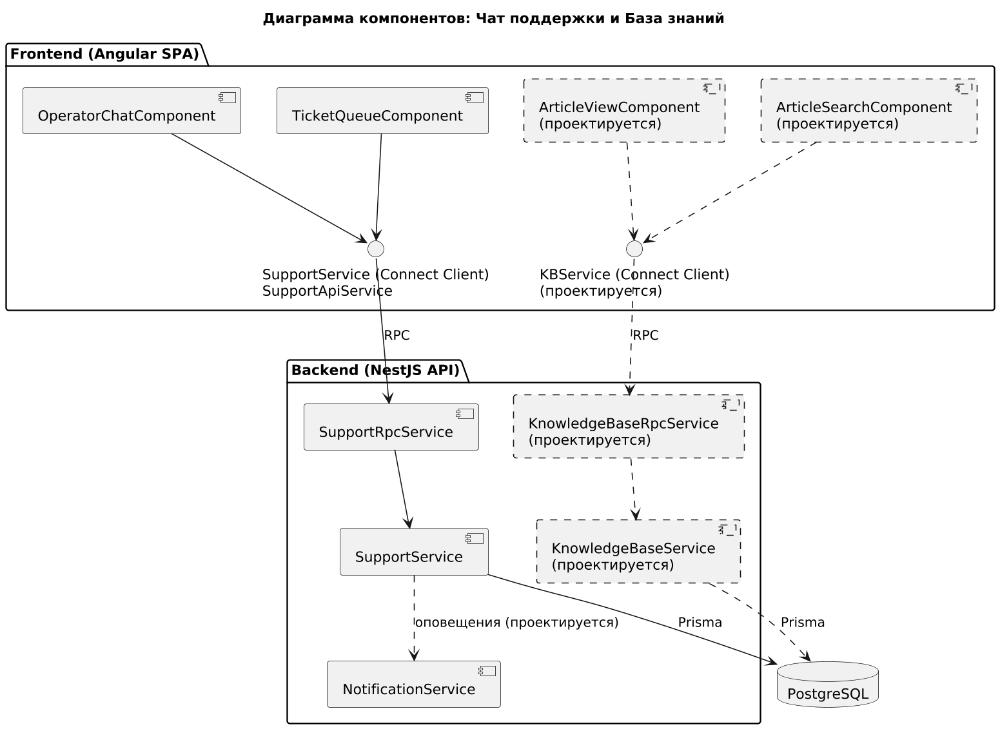 Диаграмма компонентов: Чат поддержки и База знаний
Frontend (Angular SPA)
OperatorChatComponent
TicketQueueComponent
ArticleViewComponent
(проектируется)
ArticleSearchComponent
(проектируется)
SupportService (Connect Client)
SupportApiService
KBService (Connect Client)
(проектируется)
RPC
RPC
Backend (NestJS API)
SupportRpcService
KnowledgeBaseRpcService
(проектируется)
SupportService
KnowledgeBaseService
(проектируется)
оповещения (проектируется)
Prisma
Prisma
NotificationService
PostgreSQL